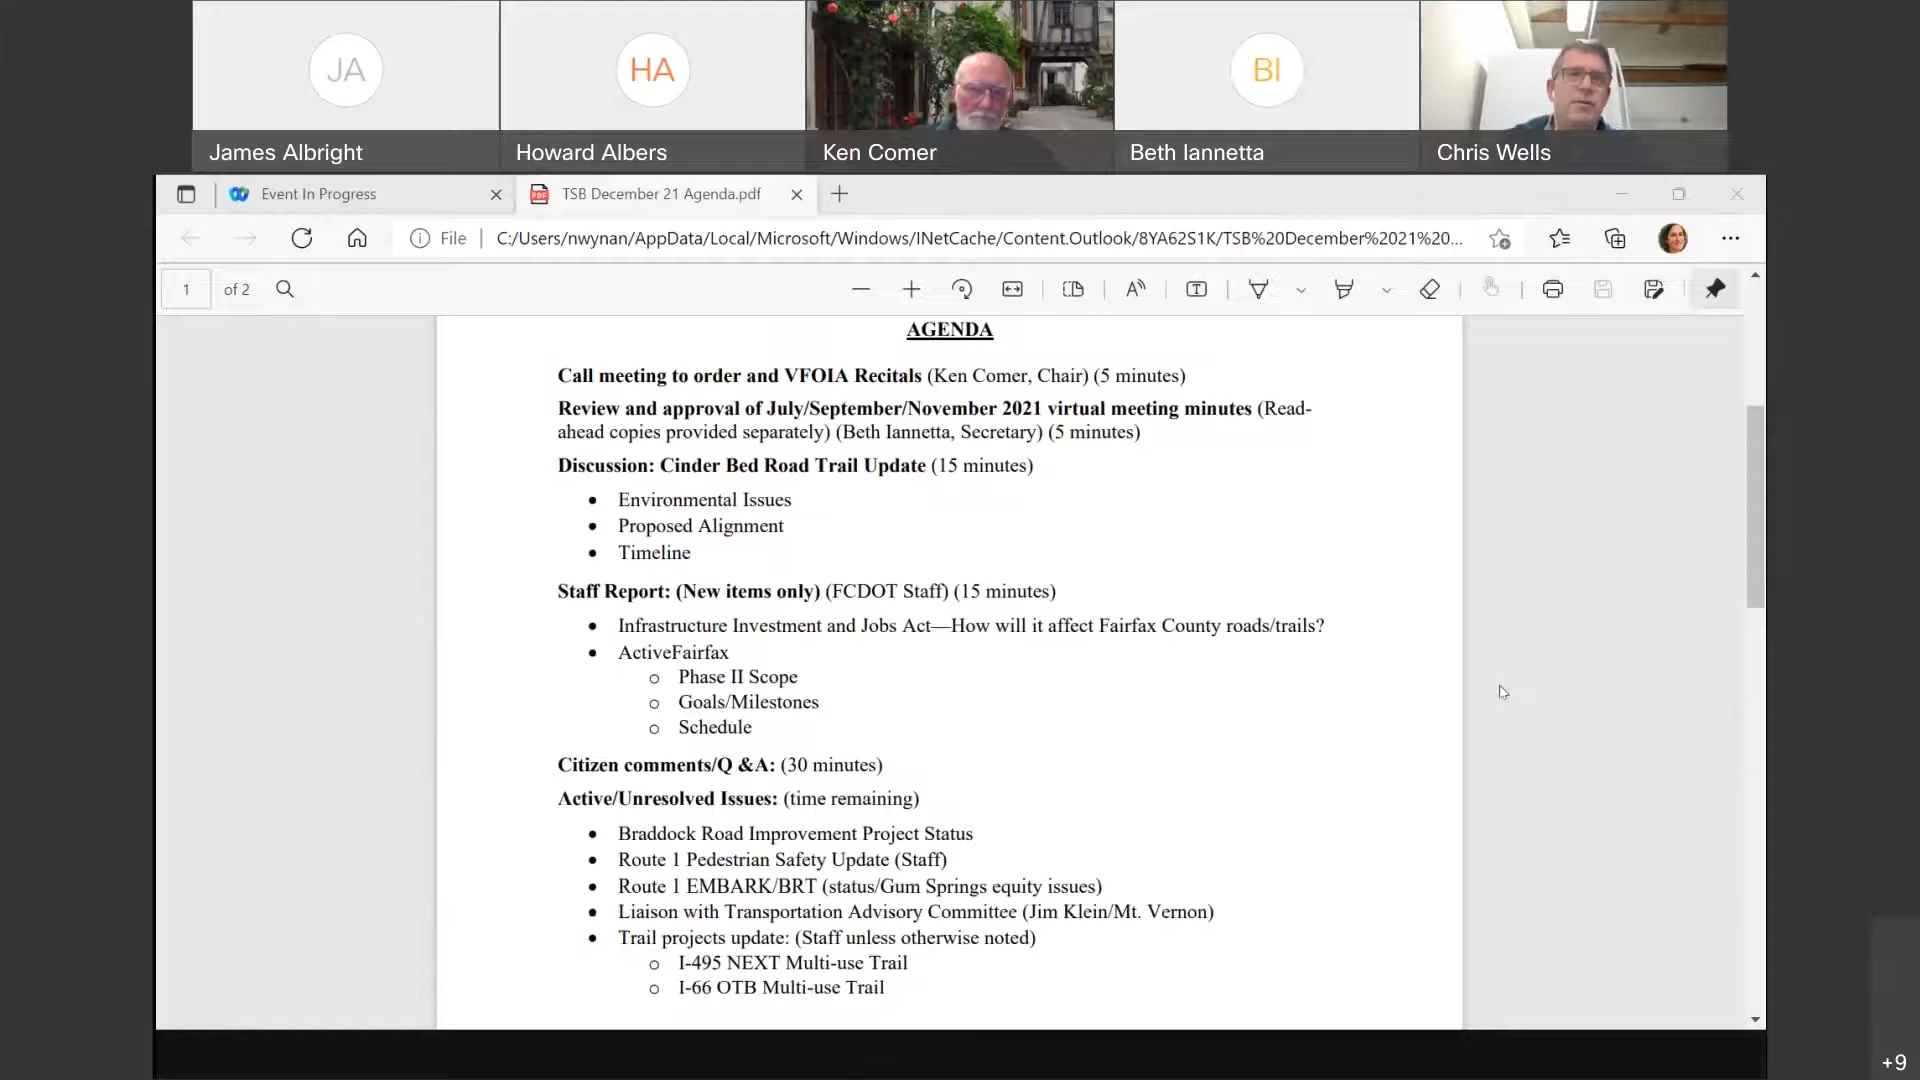 JA
HA
BI
James Albright
Howard Albers
Ken Comer
Beth Iannetta
Chris Wells
Event In Progress
TSB December 21 Agenda.pdf
File
C:/Users/nwynan/AppData/Local/Microsoft/Windows/INetCache/Content.Outlook/8YA62S1K/TSB%20December%2021%20...
1 of 2
AGENDA
Call meeting to order and VFOIA Recitals (Ken Comer, Chair) (5 minutes)
Review and approval of July/September/November 2021 virtual meeting minutes (Read-
ahead copies provided separately) (Beth Iannetta, Secretary) (5 minutes)
Discussion: Cinder Bed Road Trail Update (15 minutes)
• Environmental Issues
• Proposed Alignment
• Timeline
Staff Report: (New items only) (FCDOT Staff) (15 minutes)
• Infrastructure Investment and Jobs Act—How will it affect Fairfax County roads/trails?
• ActiveFairfax
o Phase II Scope
o Goals/Milestones
o Schedule
Citizen comments/Q &A: (30 minutes)
Active/Unresolved Issues: (time remaining)
• Braddock Road Improvement Project Status
• Route 1 Pedestrian Safety Update (Staff)
• Route 1 EMBARK/BRT (status/Gum Springs equity issues)
• Liaison with Transportation Advisory Committee (Jim Klein/Mt. Vernon)
• Trail projects update: (Staff unless otherwise noted)
o I-495 NEXT Multi-use Trail
o I-66 OTB Multi-use Trail
+9